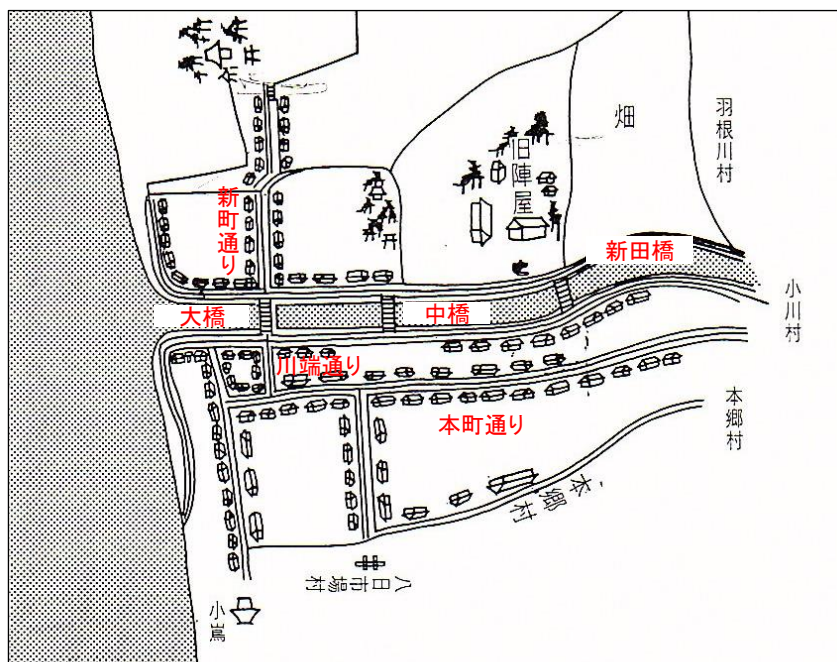 畑
羽根川村
旧陣屋
新町通り
新田橋
小川村
大橋
中橋
川端通り
本町通り
本郷村
本郷村
八日市場村
小嶌